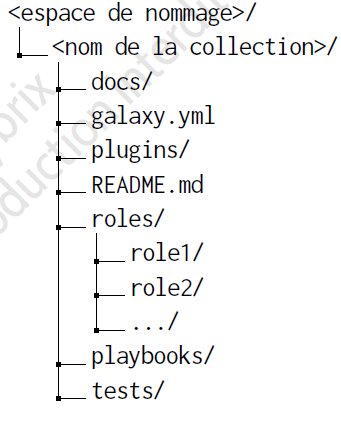 <espace de nommage>/
<nom de la collection>/
docs/
galaxy.yml
plugins/
README.md
roles/
role1/
role2/
.../
playbooks/
tests/